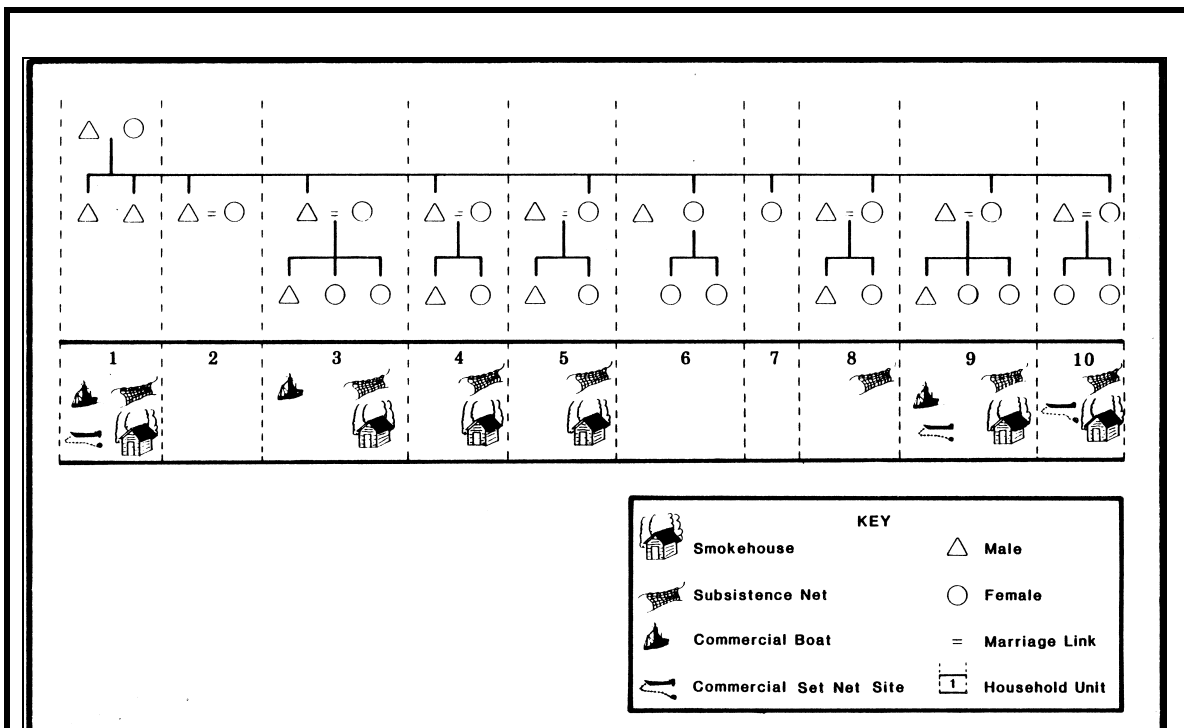 1 2 3 4 5 6 7 8 9 10
KEY
Smokehouse
Male
Subsistence Net
Female
Commercial Boat
= Marriage Link
Commercial Set Net Site
1 Household Unit